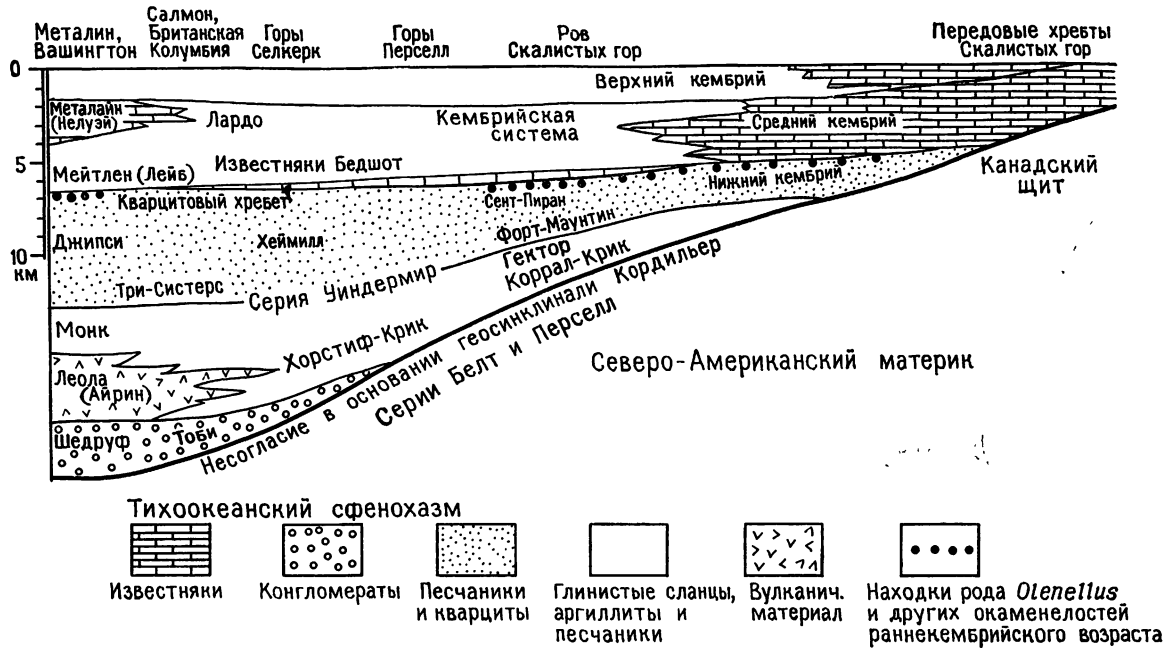 Металин,
Вашингтон
Салмон,
Британская
Колумбия
Горы
Селкерк
Горы
Перселл
Ров
Скалистых гор
Передовые хребты
Скалистых гор
0
5
10
КМ
Верхний кембрий
Металайн
(Нелуэй)
Лардо
Кембрийская
система
Средний кембрий
Мейтлен (Лейб)
Известняки Бедшот
Канадский
щит
Кварцитовый хребет
Сент-Пиран
Нижний кембрий
Джипси
Хеймилл
Форт-Маунтин
Гектор
Коррал-Крик
Три-Систерс
Серия Уиндермир
Монк
Хорстиф-Крик
Леола
(Айрин)
Шедруф
Тоби
Несогласие в основании геосинклинали Кордильер
Серии Белт и Перселл
Северо-Американский материк
Тихоокеанский сфенохазм
Известняки
Конгломераты
Песчаники
и кварциты
Глинистые сланцы,
аргиллиты и
песчаники
Вулканич.
материал
Находки рода Olenellus
и других окаменелостей
раннекембрийского возраста